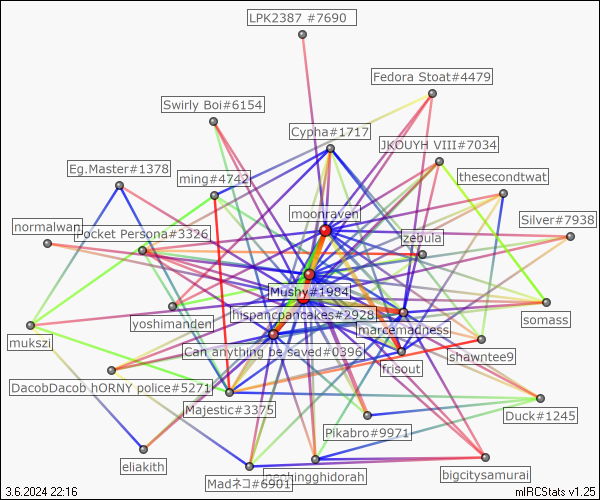 LPK2387 #7690
Fedora Stoat#4479
Swirly Boi#6154
Cypha#1717
JKOUYH VIII#7034
Eg.Master#1378
ming#4742
thesecondtwat
moonraven
normalwan
Pocket Persona#3326
Silver#7938
zebula
Mushy#1984
somass
hispancpancakes#2928
yoshimanden
marcemadness
mukszi
Can anything be saved#0396
shawntee9
frisout
DacobDacob hORNY police#5271
Majestic#3375
Duck#1245
Pikabro#9971
eliakith
bigcitysamurai
Madネコ#6901
ghidorah
3.6.2024 22:16
mIRCStats v1.25